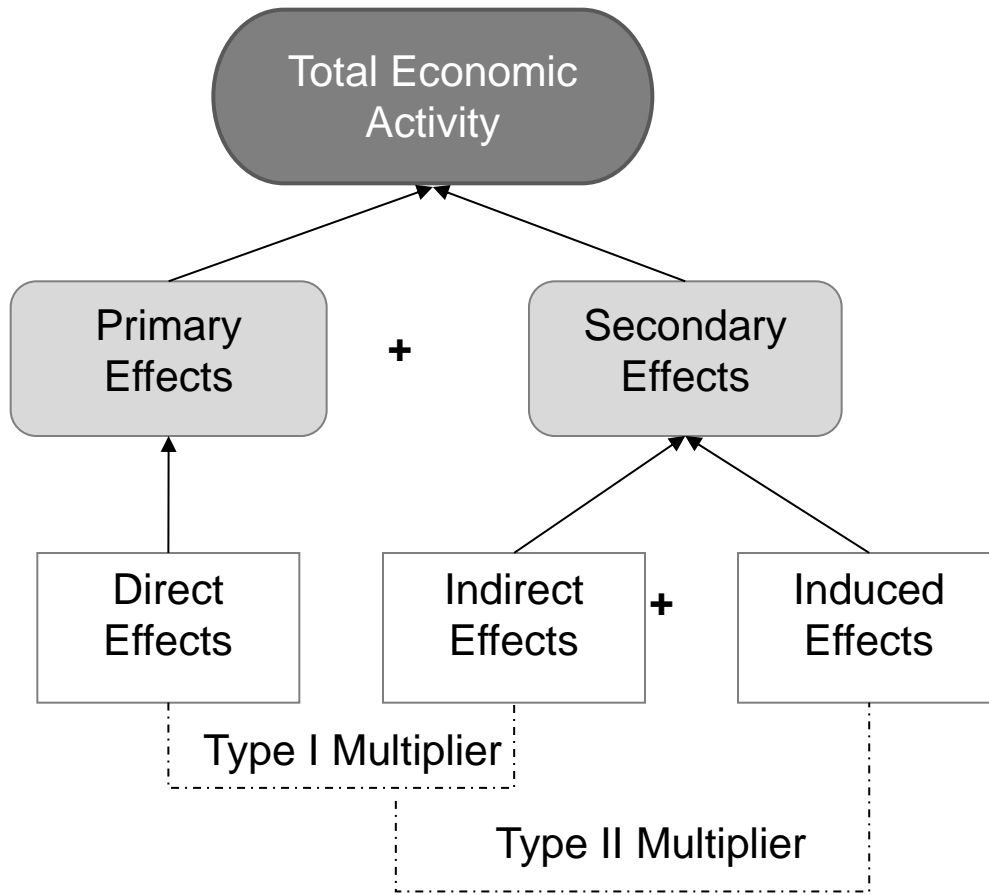 Total Economic
Activity
Primary
Effects
+
Secondary
Effects
Direct
Effects
Indirect
Effects
+
Induced
Effects
Type I Multiplier
Type II Multiplier